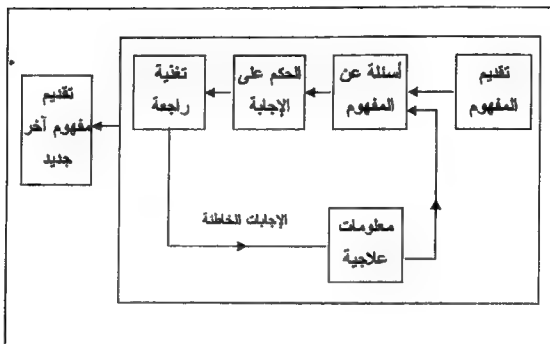 تقديم
المفهوم
أسئلة عن
المفهوم
الحكم على
الإجابة
تغذية
راجعة
تقديم
مفهوم آخر
جديد
الإجابات الخاطئة
معلومات
علاجية